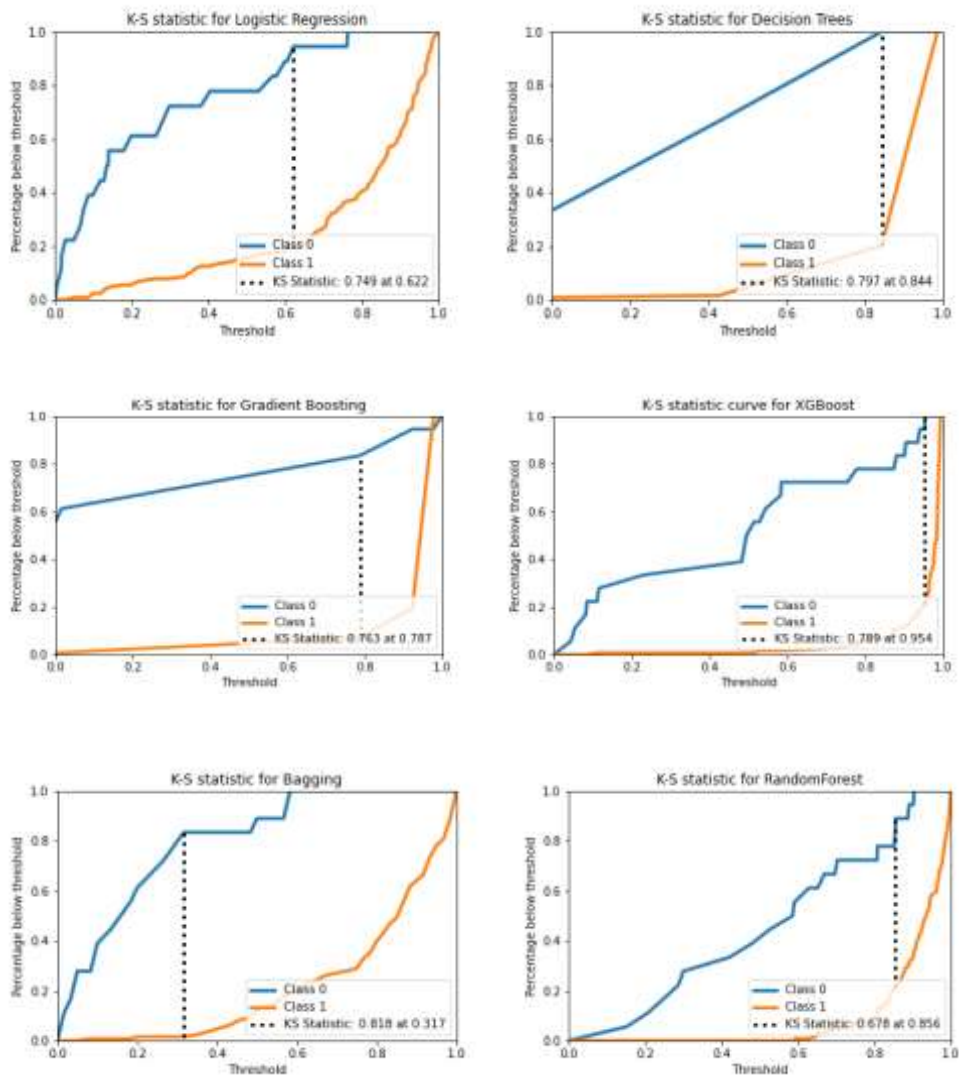 K-S statistic for Logistic Regression
Percentage below threshold
1.0
0.8
0.6
0.4
0.2
0.0
Class 0
Class 1
KS Statistic: 0.749 at 0.622
0.0 0.2 0.4 0.6 0.8 1.0
Threshold
K-S statistic for Decision Trees
Percentage below threshold
1.0
0.8
0.6
0.4
0.2
0.0
Class 0
Class 1
KS Statistic: 0.797 at 0.844
0.0 0.2 0.4 0.6 0.8 1.0
Threshold
K-S statistic for Gradient Boosting
Percentage below threshold
1.0
0.8
0.6
0.4
0.2
0.0
Class 0
Class 1
KS Statistic: 0.763 at 0.787
0.0 0.2 0.4 0.6 0.8 1.0
Threshold
K-S statistic curve for XGBoost
Percentage below threshold
1.0
0.8
0.6
0.4
0.2
0.0
Class 0
Class 1
KS Statistic: 0.789 at 0.954
0.0 0.2 0.4 0.6 0.8 1.0
Threshold
K-S statistic for Bagging
Percentage below threshold
1.0
0.8
0.6
0.4
0.2
0.0
Class 0
Class 1
KS Statistic: 0.818 at 0.317
0.0 0.2 0.4 0.6 0.8 1.0
Threshold
K-S statistic for RandomForest
Percentage below threshold
1.0
0.8
0.6
0.4
0.2
0.0
Class 0
Class 1
KS Statistic: 0.678 at 0.856
0.0 0.2 0.4 0.6 0.8 1.0
Threshold